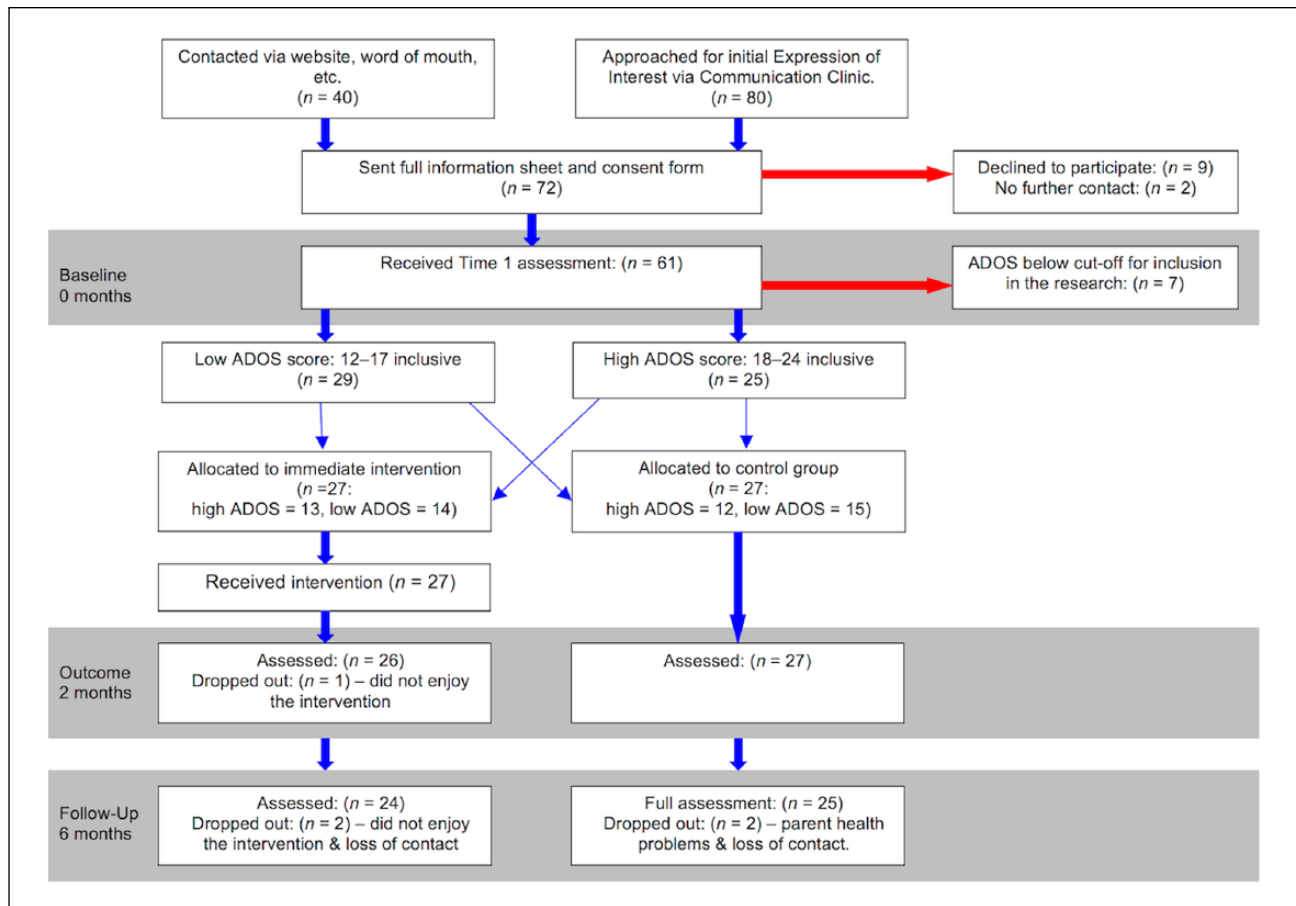 Contacted via website, word of mouth,
etc.
(n = 40)
Approached for initial Expression of
Interest via Communication Clinic.
(n = 80)
Sent full information sheet and consent form
(n = 72)
Declined to participate: (n = 9)
No further contact: (n = 2)
Baseline
0 months
Received Time 1 assessment: (n = 61)
ADOS below cut-off for inclusion
in the research: (n = 7)
Low ADOS score: 12–17 inclusive
(n = 29)
High ADOS score: 18–24 inclusive
(n = 25)
Allocated to immediate intervention
(n =27:
high ADOS = 13, low ADOS = 14)
Allocated to control group
(n = 27:
high ADOS = 12, low ADOS = 15)
Received intervention (n = 27)
Outcome
2 months
Assessed: (n = 26)
Dropped out: (n = 1) – did not enjoy
the intervention
Assessed: (n = 27)
Follow-Up
6 months
Assessed: (n = 24)
Dropped out: (n = 2) – did not enjoy
the intervention & loss of contact
Full assessment: (n = 25)
Dropped out: (n = 2) – parent health
problems & loss of contact.